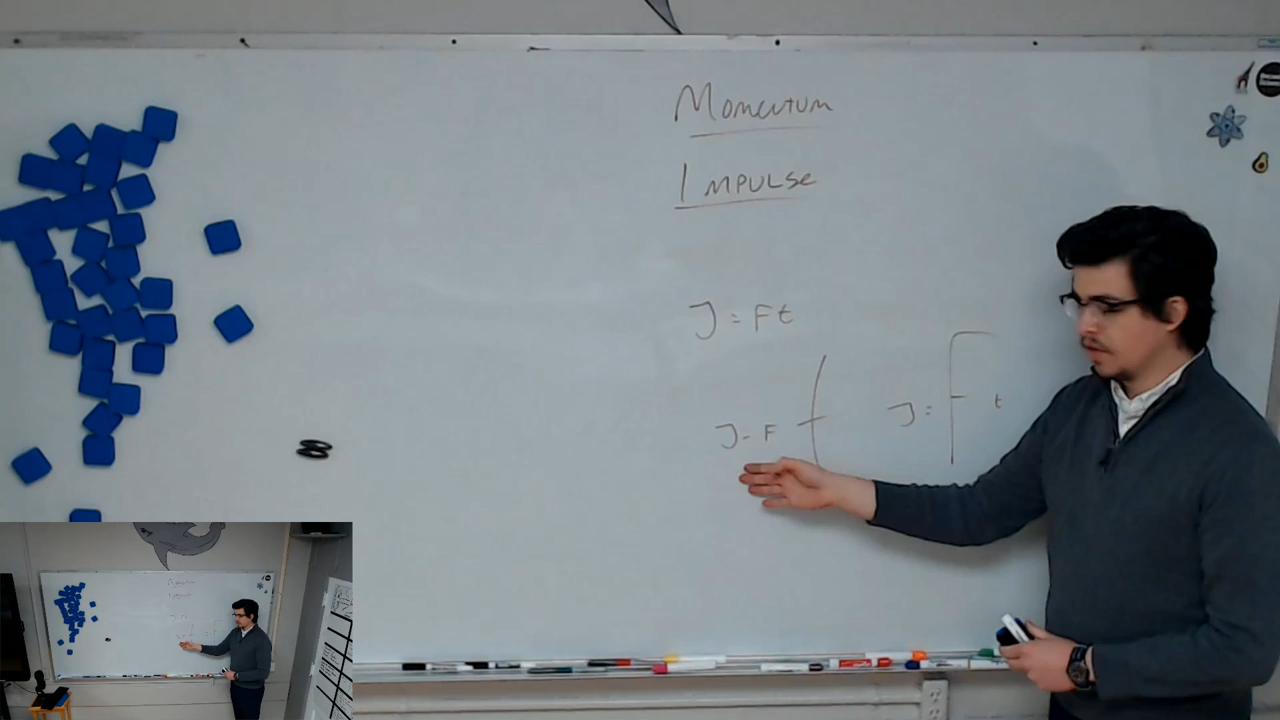 Momentum
Impulse
J = Ft
J = F t
J = F t